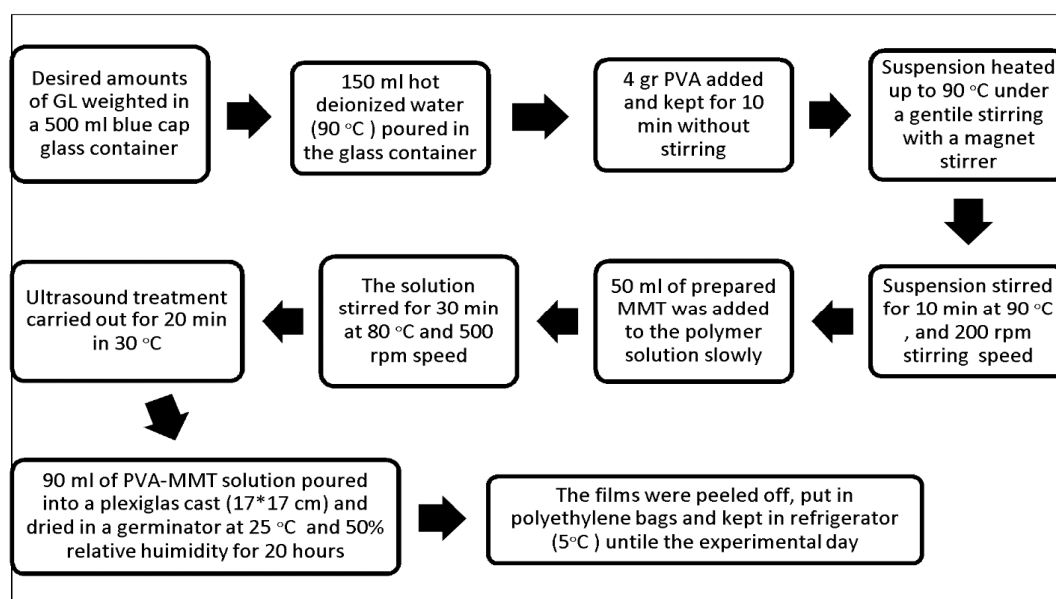 Desired amounts
of GL weighted in
a 500 ml blue cap
glass container
150 ml hot
deionized water
(90 °C ) poured in
the glass container
4 gr PVA added
and kept for 10
min without
stirring
Suspension heated
up to 90 °C under
a gentile stirring
with a magnet
stirrer
Suspension stirred
for 10 min at 90 °C
, and 200 rpm
stirring speed
50 ml of prepared
MMT was added
to the polymer
solution slowly
The solution
stirred for 30 min
at 80 °C and 500
rpm speed
Ultrasound treatment
carried out for 20 min
in 30 °C
90 ml of PVA-MMT solution poured
into a plexiglas cast (17*17 cm) and
dried in a germinator at 25 °C and 50%
relative huimidity for 20 hours
The films were peeled off, put in
polyethylene bags and kept in refrigerator
(5°C ) untile the experimental day